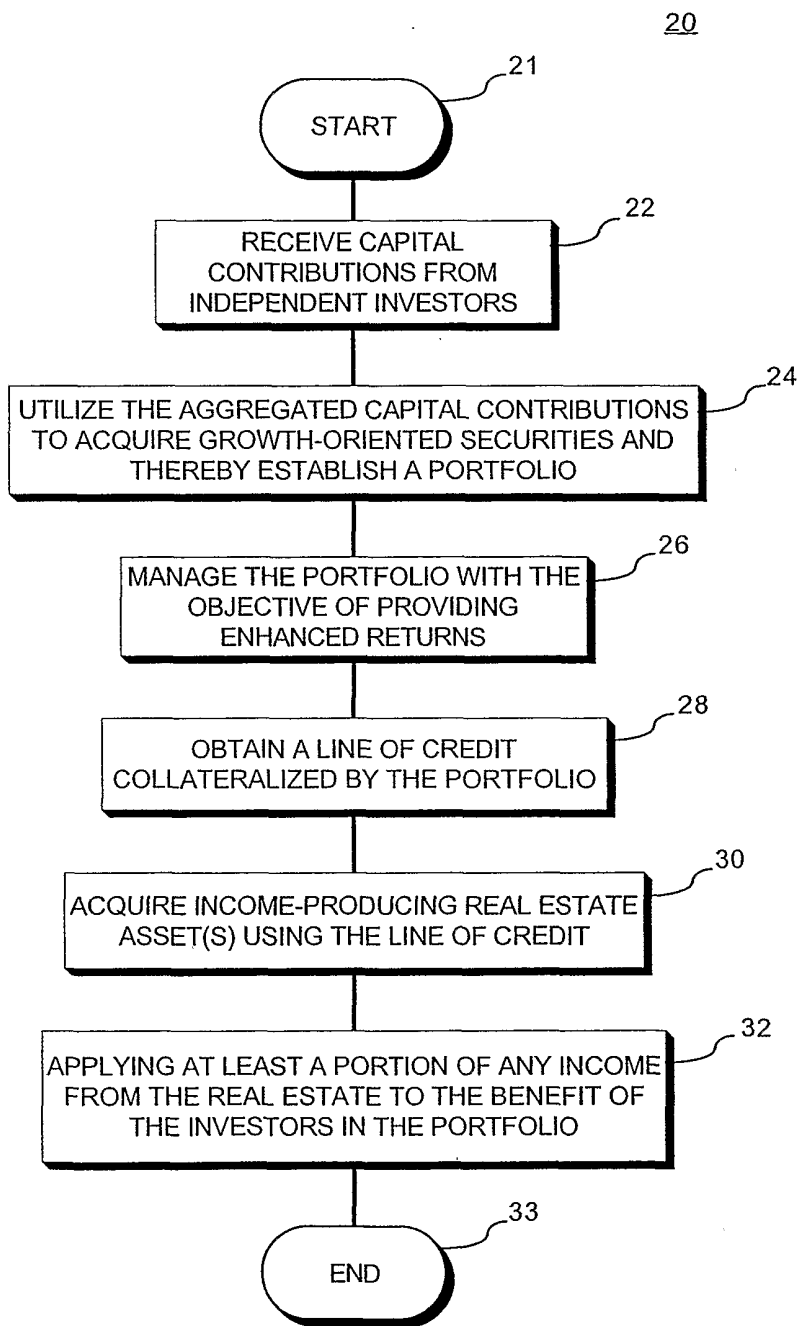 20
21
START
22
RECEIVE CAPITAL
CONTRIBUTIONS FROM
INDEPENDENT INVESTORS
24
UTILIZE THE AGGREGATED CAPITAL CONTRIBUTIONS
TO ACQUIRE GROWTH-ORIENTED SECURITIES AND
THEREBY ESTABLISH A PORTFOLIO
26
MANAGE THE PORTFOLIO WITH THE
OBJECTIVE OF PROVIDING
ENHANCED RETURNS
28
OBTAIN A LINE OF CREDIT
COLLATERALIZED BY THE PORTFOLIO
30
ACQUIRE INCOME-PRODUCING REAL ESTATE
ASSET(S) USING THE LINE OF CREDIT
32
APPLYING AT LEAST A PORTION OF ANY INCOME
FROM THE REAL ESTATE TO THE BENEFIT OF
THE INVESTORS IN THE PORTFOLIO
33
END